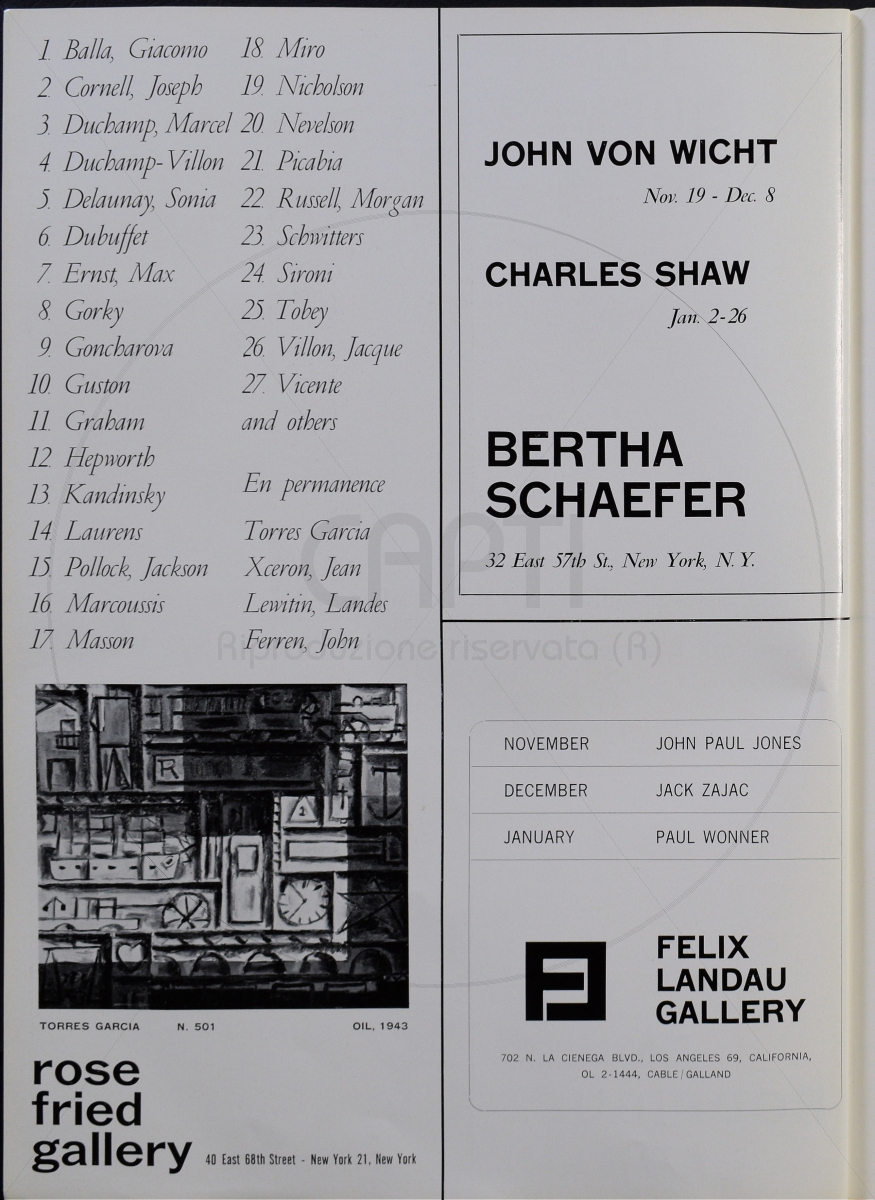 1. Balla, Giacomo
2. Cornell, Joseph
3. Duchamp, Marcel
4. Duchamp-Villon
5. Delaunay, Sonia
6. Dubuffet
7. Ernst, Max
8. Gorky
9. Goncharova
10. Guston
11. Graham
12. Hepworth
13. Kandinsky
14. Laurens
15. Pollock, Jackson
16. Marcoussis
17. Masson
18. Miro
19. Nicholson
20. Nevelson
21. Picabia
22. Russell, Morgan
23. Schwitters
24. Sironi
25. Tobey
26. Villon, Jacque
27. Vicente
and others
En permanence
Torres Garcia
Xceron, Jean
Lewitin, Landes
Ferren, John
R
TORRES GARCIA N. 501 OIL, 1943
rose
fried
gallery 40 East 68th Street - New York 21, New York
JOHN VON WICHT
Nov. 19 - Dec. 8
CHARLES SHAW
Jan. 2-26
BERTHA
SCHAEFER
32 East 57th St., New York, N. Y.
NOVEMBER JOHN PAUL JONES
DECEMBER JACK ZAJAC
JANUARY PAUL WONNER
FELIX
LANDAU
GALLERY
702 N. LA CIENEGA BLVD., LOS ANGELES 69, CALIFORNIA,
OL 2-1444, CABLE/GALLAND
CAPTI
Riproduzione riservata (R)